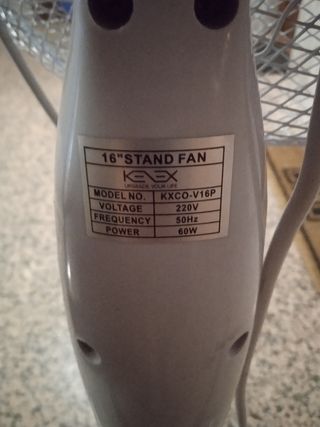 16"STAND FAN
KENEX
UPGRADE YOUR LIFE
MODEL NO. KXCO-V16P
VOLTAGE 220V
FREQUENCY 50Hz
POWER 60W